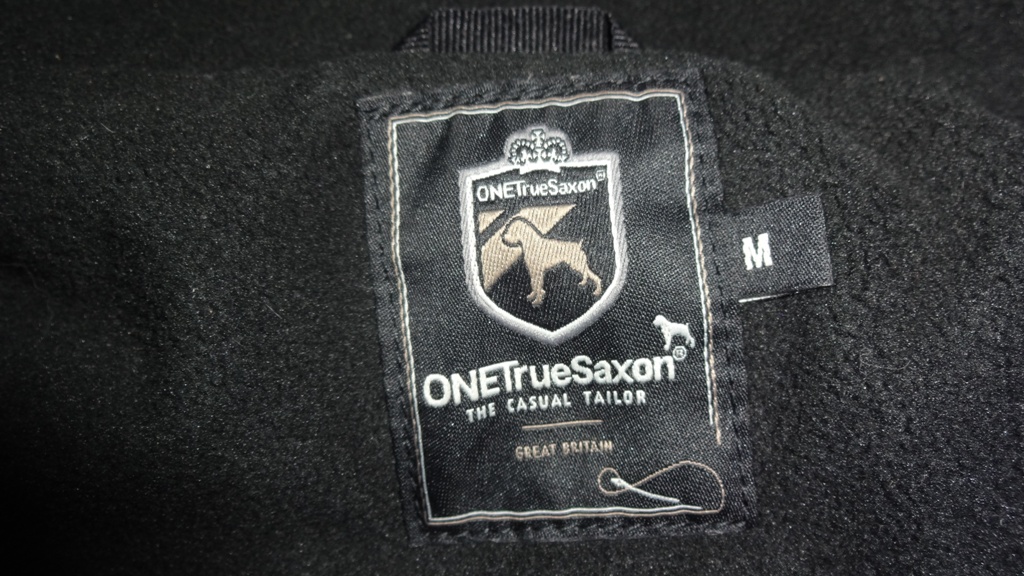 ONETrueSaxon®
M
ONETrueSaxon®
THE CASUAL TAILOR
GREAT BRITAIN